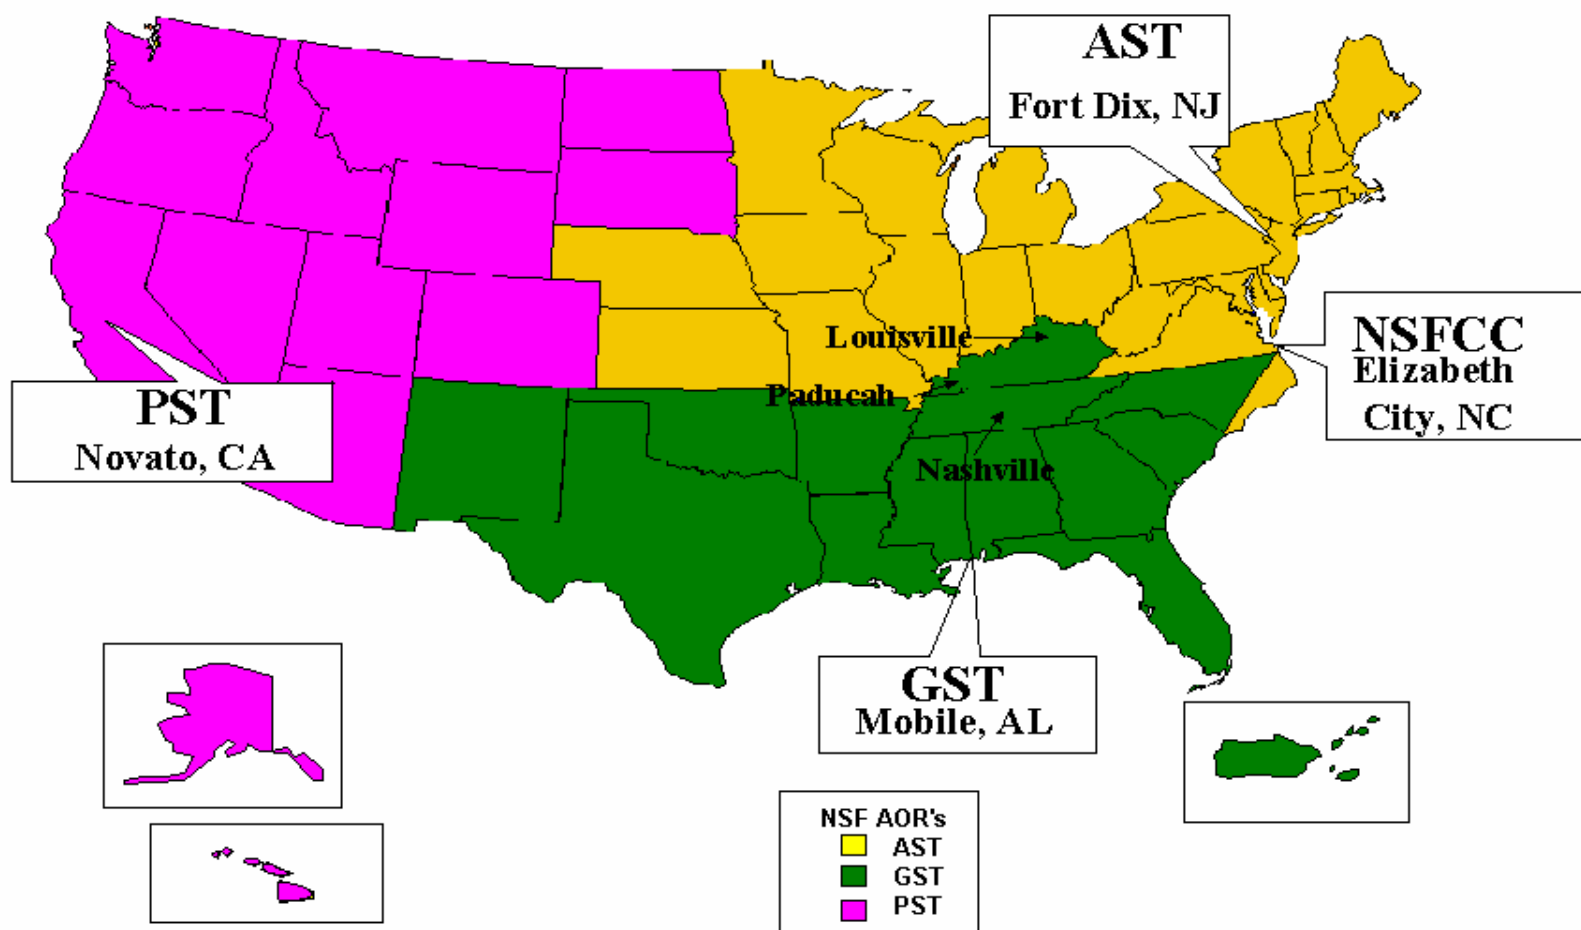 AST
Fort Dix, NJ
Louisville
NSFCC
Elizabeth
City, NC
Paducah
PST
Novato, CA
Nashville
GST
Mobile, AL
NSF AOR's
AST
GST
PST